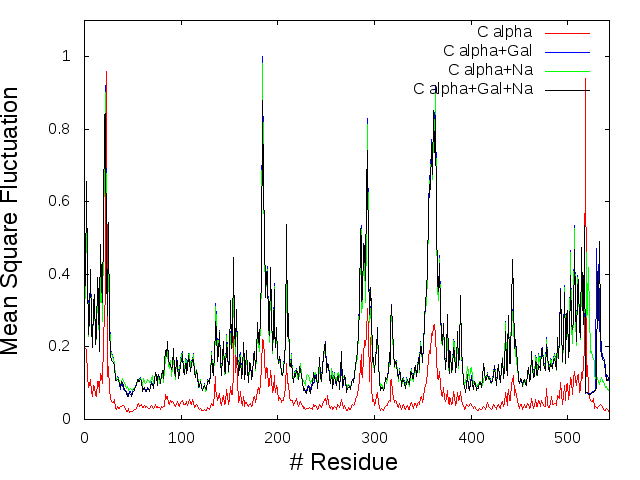 C alpha
C alpha+Gal
C alpha+Na
C alpha+Gal+Na
Mean Square Fluctuation
1
0.8
0.6
0.4
0.2
0
0 100 200 300 400 500
# Residue